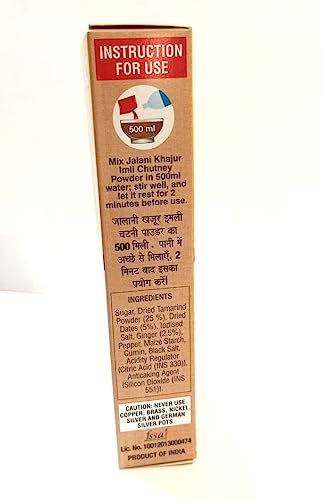 INSTRUCTION
FOR USE
500 ml
Mix Jalani Khajur
Imli Chutney
Powder in 500ml
water; stir well, and
let it rest for 2
minutes before use.
जालानी खजूर इमली
चटनी पाउडर का
500 मिली. पानी में
अच्छे से मिलाएँ, 2
मिनट बाद इसका
प्रयोग करें।
INGREDIENTS
Sugar, Dried Tamarind
Powder (25 %), Dried
Dates (5%), Iodised
Salt, Ginger (2.5%),
Pepper, Maize Starch,
Cumin, Black Salt,
Acidity Regulator
(Citric Acid (INS 330)),
Anticaking Agent
(Silicon Dioxide (INS
551)).
CAUTION: NEVER USE
COPPER, BRASS, NICKEL,
SILVER AND GERMAN
SILVER POTS.
fssai
Lic. No. 10012013000474
PRODUCT OF INDIA